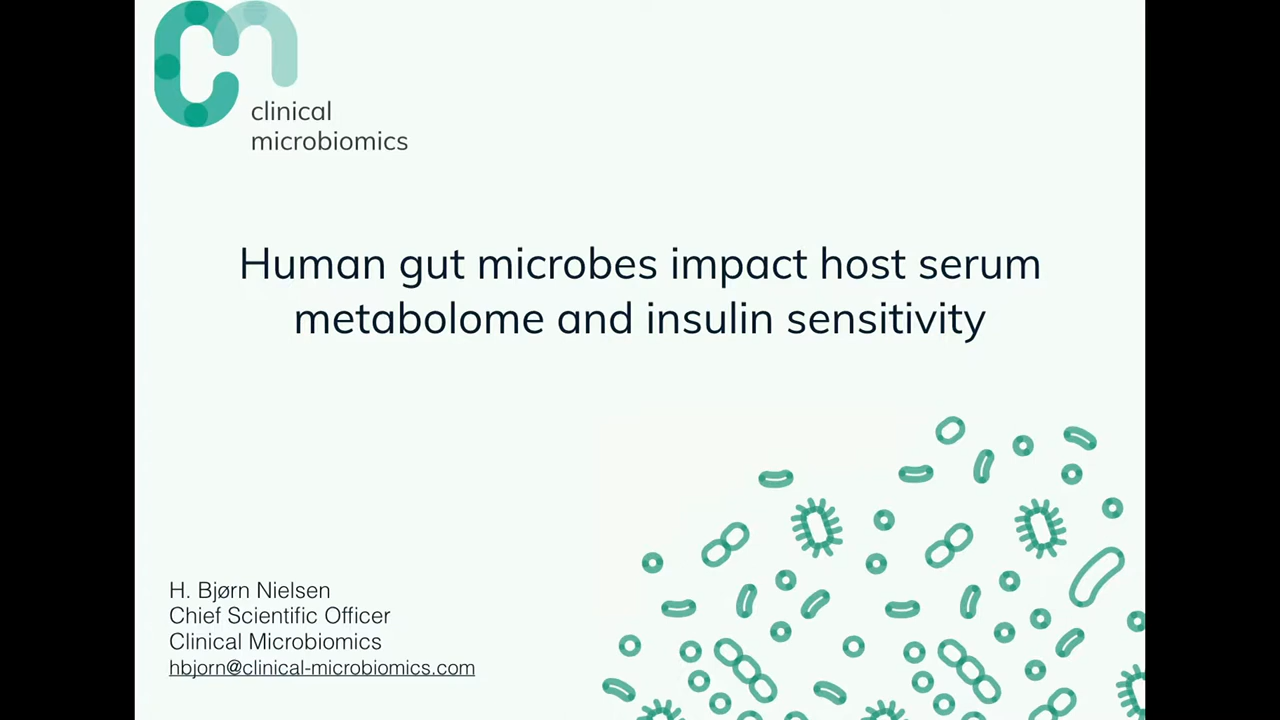 clinical
microbiomics
Human gut microbes impact host serum
metabolome and insulin sensitivity
H. Bjørn Nielsen
Chief Scientific Officer
Clinical Microbiomics
hbjorn@clinical-microbiomics.com